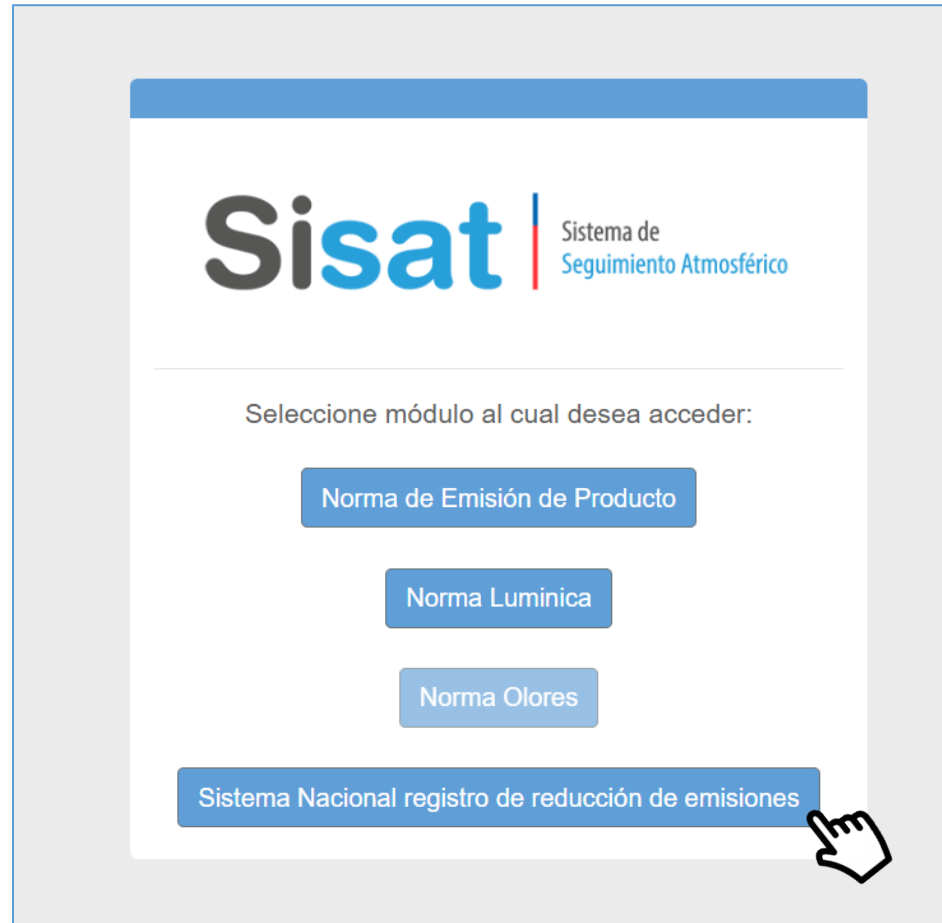 Sisat
Sistema de
Seguimiento Atmosférico
Seleccione módulo al cual desea acceder:
Norma de Emisión de Producto
Norma Luminica
Norma Olores
Sistema Nacional registro de reducción de emisiones